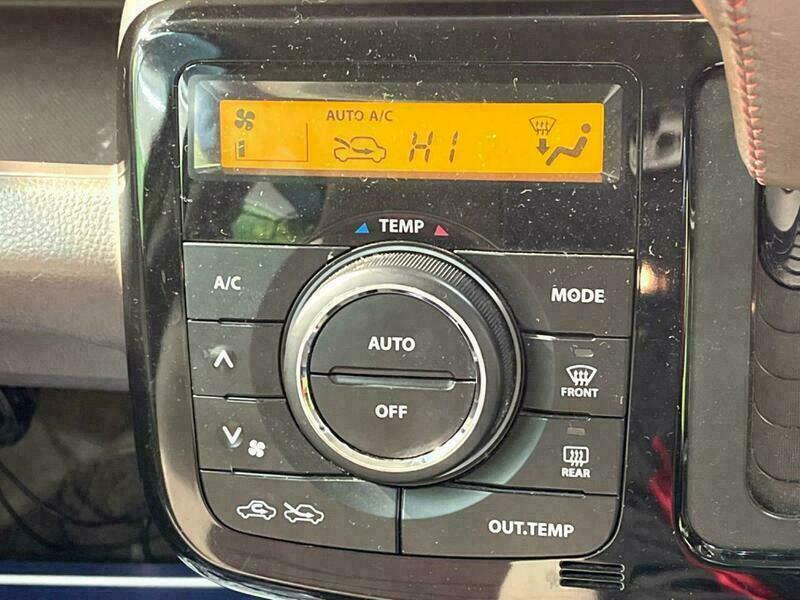 AUTO A/C
HI
TEMP
A/C
MODE
AUTO
FRONT
OFF
REAR
OUT.TEMP